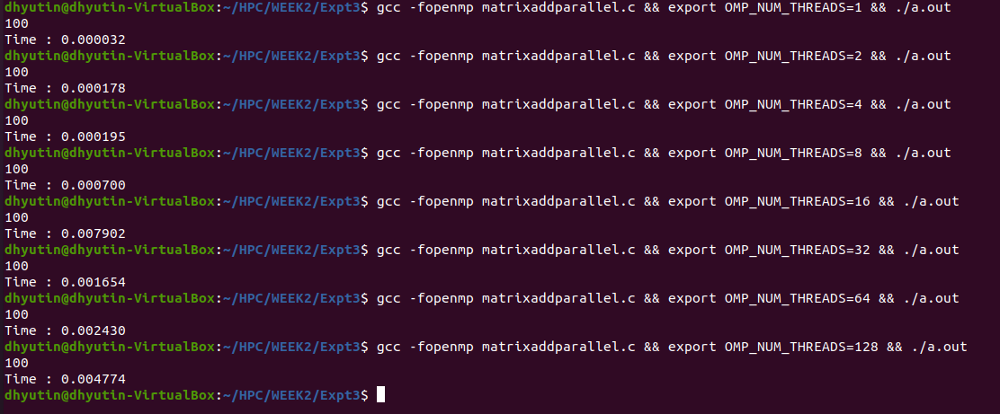 dhyutin@dhyutin-VirtualBox:~/HPC/WEEK2/Expt3$ gcc -fopenmp matrixaddparallel.c && export OMP_NUM_THREADS=1 && ./a.out
100
Time : 0.000032
dhyutin@dhyutin-VirtualBox:~/HPC/WEEK2/Expt3$ gcc -fopenmp matrixaddparallel.c && export OMP_NUM_THREADS=2 && ./a.out
100
Time : 0.000178
dhyutin@dhyutin-VirtualBox:~/HPC/WEEK2/Expt3$ gcc -fopenmp matrixaddparallel.c && export OMP_NUM_THREADS=4 && ./a.out
100
Time : 0.000195
dhyutin@dhyutin-VirtualBox:~/HPC/WEEK2/Expt3$ gcc -fopenmp matrixaddparallel.c && export OMP_NUM_THREADS=8 && ./a.out
100
Time : 0.000700
dhyutin@dhyutin-VirtualBox:~/HPC/WEEK2/Expt3$ gcc -fopenmp matrixaddparallel.c && export OMP_NUM_THREADS=16 && ./a.out
100
Time : 0.007902
dhyutin@dhyutin-VirtualBox:~/HPC/WEEK2/Expt3$ gcc -fopenmp matrixaddparallel.c && export OMP_NUM_THREADS=32 && ./a.out
100
Time : 0.001654
dhyutin@dhyutin-VirtualBox:~/HPC/WEEK2/Expt3$ gcc -fopenmp matrixaddparallel.c && export OMP_NUM_THREADS=64 && ./a.out
100
Time : 0.002430
dhyutin@dhyutin-VirtualBox:~/HPC/WEEK2/Expt3$ gcc -fopenmp matrixaddparallel.c && export OMP_NUM_THREADS=128 && ./a.out
100
Time : 0.004774
dhyutin@dhyutin-VirtualBox:~/HPC/WEEK2/Expt3$